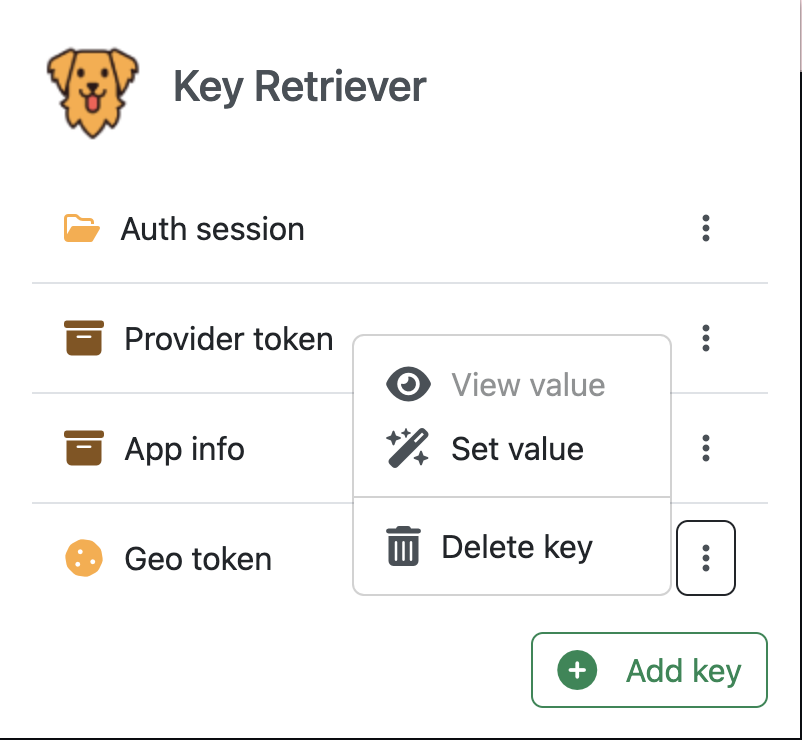 Key Retriever
Auth session
Provider token
View value
App info
Set value
Geo token
Delete key
Add key